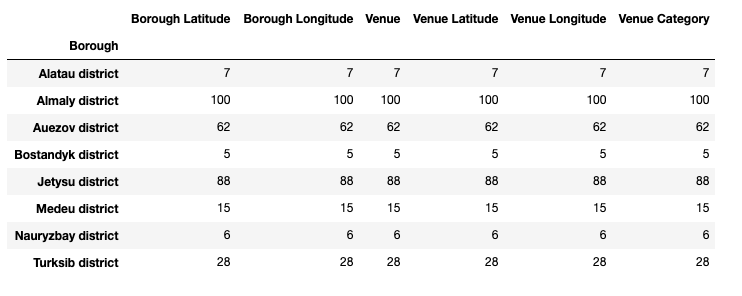 Borough Latitude Borough Longitude Venue Venue Latitude Venue Longitude Venue Category
Borough
Alatau district 7 7 7 7 7 7
Almaly district 100 100 100 100 100 100
Auezov district 62 62 62 62 62 62
Bostandyk district 5 5 5 5 5 5
Jetysu district 88 88 88 88 88 88
Medeu district 15 15 15 15 15 15
Nauryzbay district 6 6 6 6 6 6
Turksib district 28 28 28 28 28 28